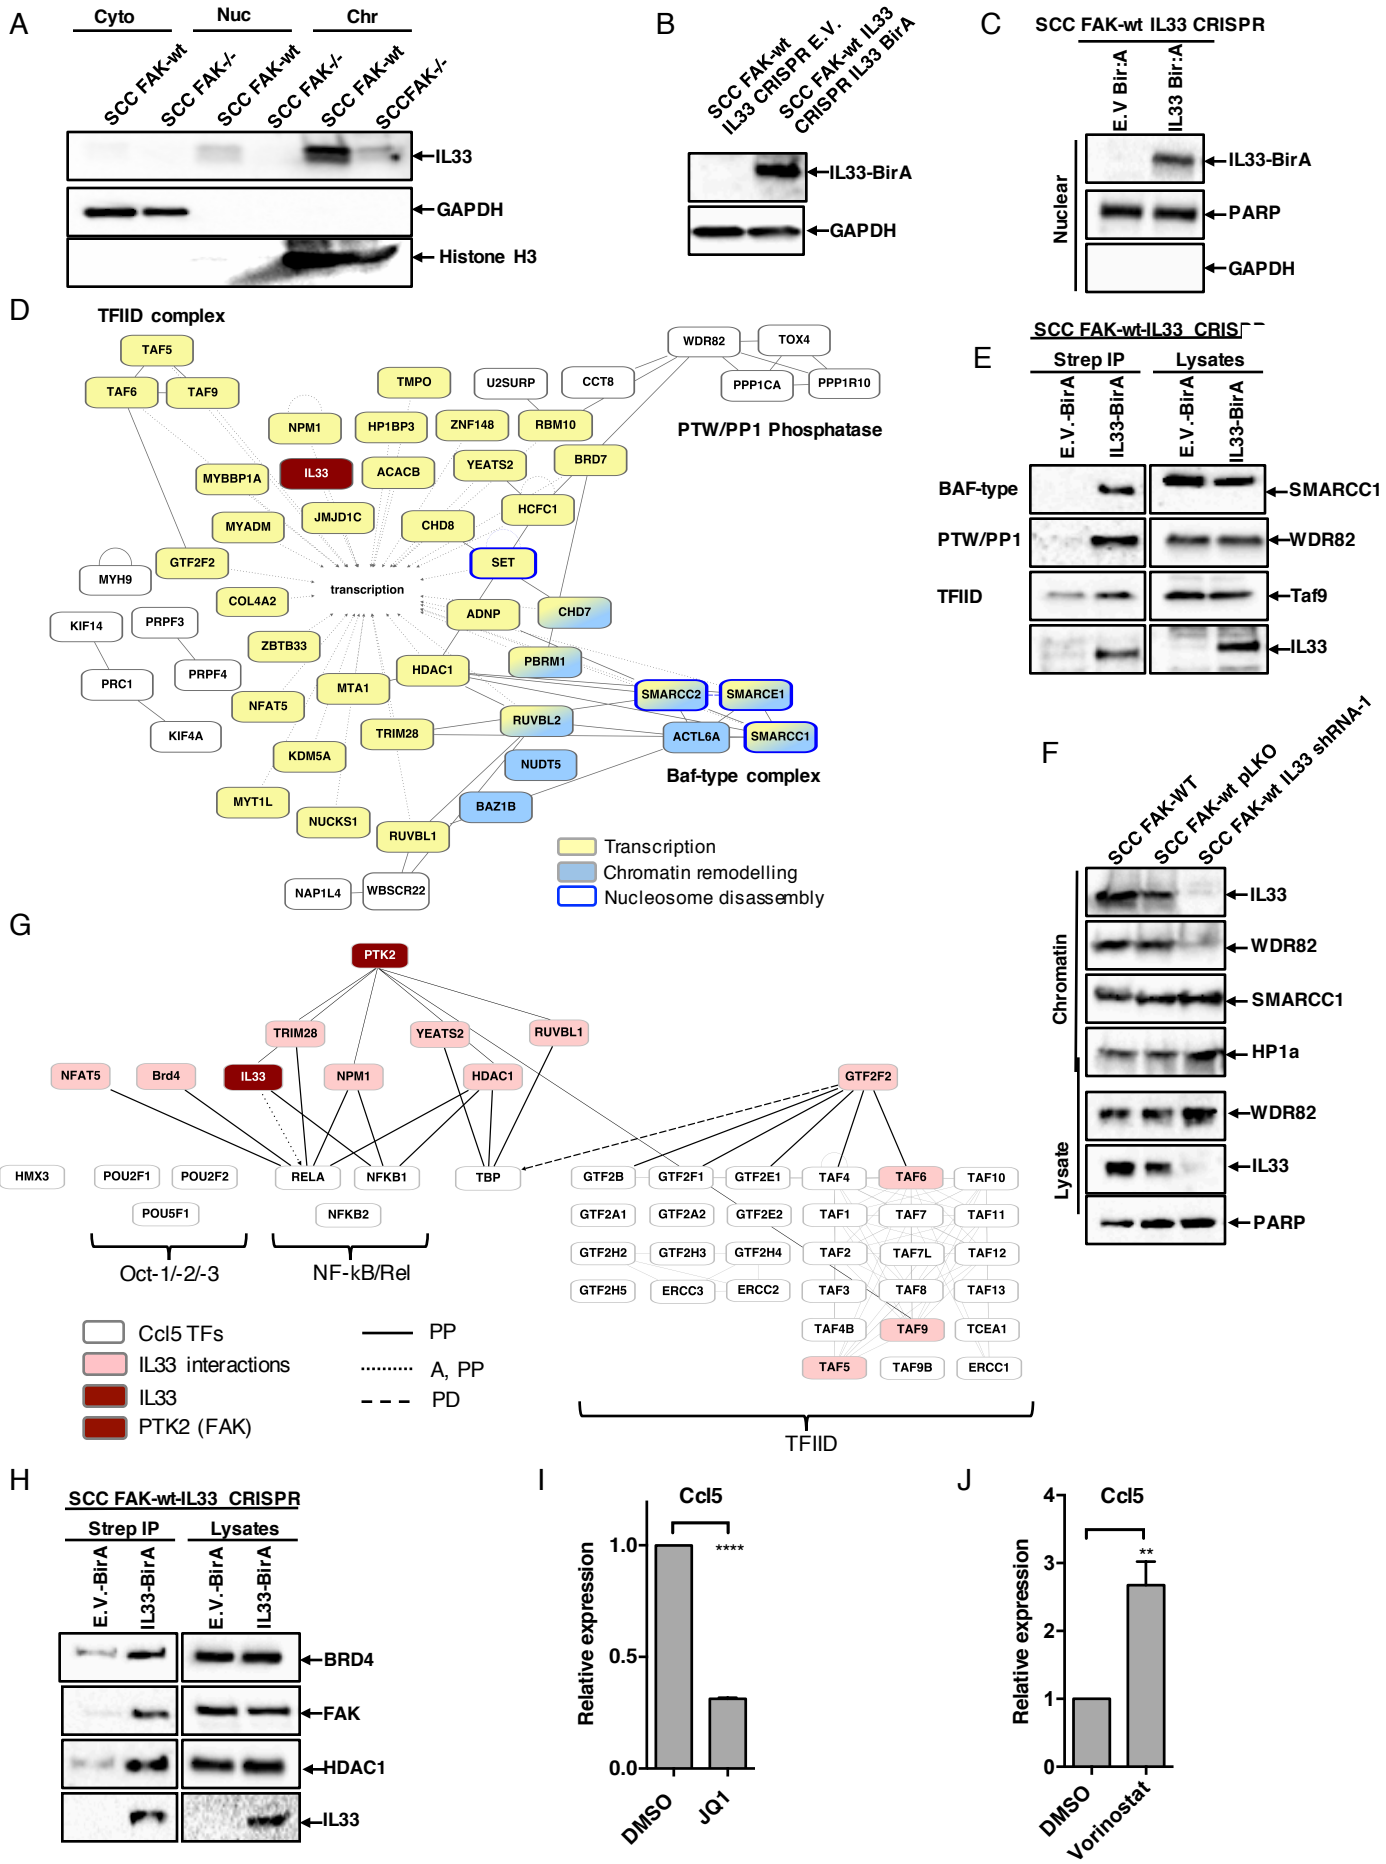 A
Cyto Nuc Chr
SCC FAK-wt
SCC FAK-/-
SCC FAK-wt
SCC FAK-/-
SCC FAK-wt
SCCFAK-/-
IL33
GAPDH
Histone H3
B
SCC FAK-wt
IL33 CRISPR E.V.
SCC FAK-wt IL33
CRISPR IL33 BirA
IL33-BirA
GAPDH
C
SCC FAK-wt IL33 CRISPR
E.V Bir:A
IL33 Bir:A
Nuclear
IL33-BirA
PARP
GAPDH
D
TFIID complex
TAF5
TAF6
TAF9
TMPO
U2SURP
CCT8
WDR82
TOX4
PPP1CA
PPP1R10
PTW/PP1 Phosphatase
NPM1
HP1BP3
ZNF148
RBM10
MYBBP1A
IL33
ACACB
YEATS2
BRD7
MYADM
JMJD1C
CHD8
HCFC1
GTF2F2
SET
MYH9
transcription
COL4A2
ADNP
CHD7
KIF14
PRPF3
ZBTB33
HDAC1
PBRM1
PRC1
PRPF4
MTA1
SMARCC2
SMARCE1
NFAT5
KIF4A
TRIM28
RUVBL2
ACTL6A
SMARCC1
KDM5A
NUDT5
Baf-type complex
MYT1L
NUCKS1
BAZ1B
RUVBL1
NAP1L4
WBSCR22
Transcription
Chromatin remodelling
Nucleosome disassembly
E
SCC FAK-wt-IL33 CRIS
Strep IP Lysates
E.V.-BirA
IL33-BirA
E.V.-BirA
IL33-BirA
BAF-type
SMARCC1
PTW/PP1
WDR82
TFIID
Taf9
IL33
F
SCC FAK-WT
SCC FAK-wt pLKO
SCC FAK-wt IL33 shRNA-1
Chromatin
IL33
WDR82
SMARCC1
HP1a
Lysate
WDR82
IL33
PARP
G
PTK2
TRIM28
YEATS2
RUVBL1
NFAT5
Brd4
IL33
NPM1
HDAC1
GTF2F2
HMX3
POU2F1
POU2F2
RELA
NFKB1
TBP
POU5F1
NFKB2
Oct-1/-2/-3
NF-kB/Rel
GTF2B GTF2F1 GTF2E1 TAF4 TAF6 TAF10
GTF2A1 GTF2A2 GTF2E2 TAF1 TAF7 TAF11
GTF2H2 GTF2H3 GTF2H4 TAF2 TAF7L TAF12
GTF2H5 ERCC3 ERCC2 TAF3 TAF8 TAF13
TAF4B TAF9 TCEA1
TAF5 TAF9B ERCC1
TFIID
Ccl5 TFs
IL33 interactions
IL33
PTK2 (FAK)
PP
A, PP
PD
H
SCC FAK-wt-IL33 CRISPR
Strep IP Lysates
E.V.-BirA
IL33-BirA
E.V.-BirA
IL33-BirA
BRD4
FAK
HDAC1
IL33
I
Ccl5
****
Relative expression
1.0
0.5
0.0
DMSO
JQ1
J
Ccl5
**
Relative expression
4
3
2
1
0
DMSO
Vorinostat